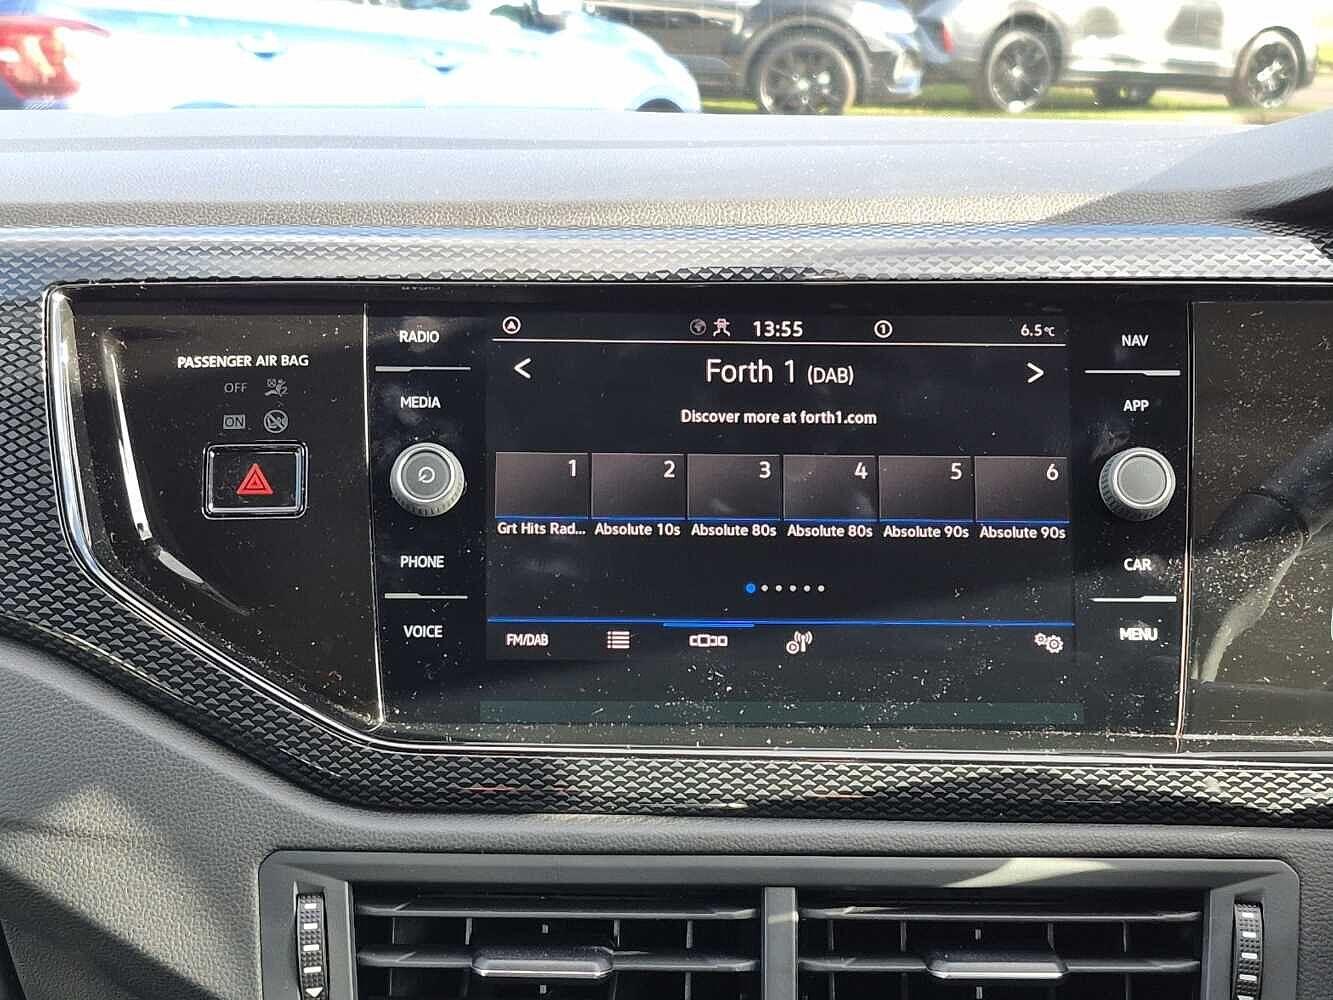 PASSENGER AIR BAG
OFF
ON
RADIO
MEDIA
PHONE
VOICE
13:55
1
6.5°C
< Forth 1 (DAB) >
Discover more at forth1.com
1 2 3 4 5 6
Grt Hits Rad... Absolute 10s Absolute 80s Absolute 80s Absolute 90s Absolute 90s
FM/DAB
NAV
APP
CAR
MENU